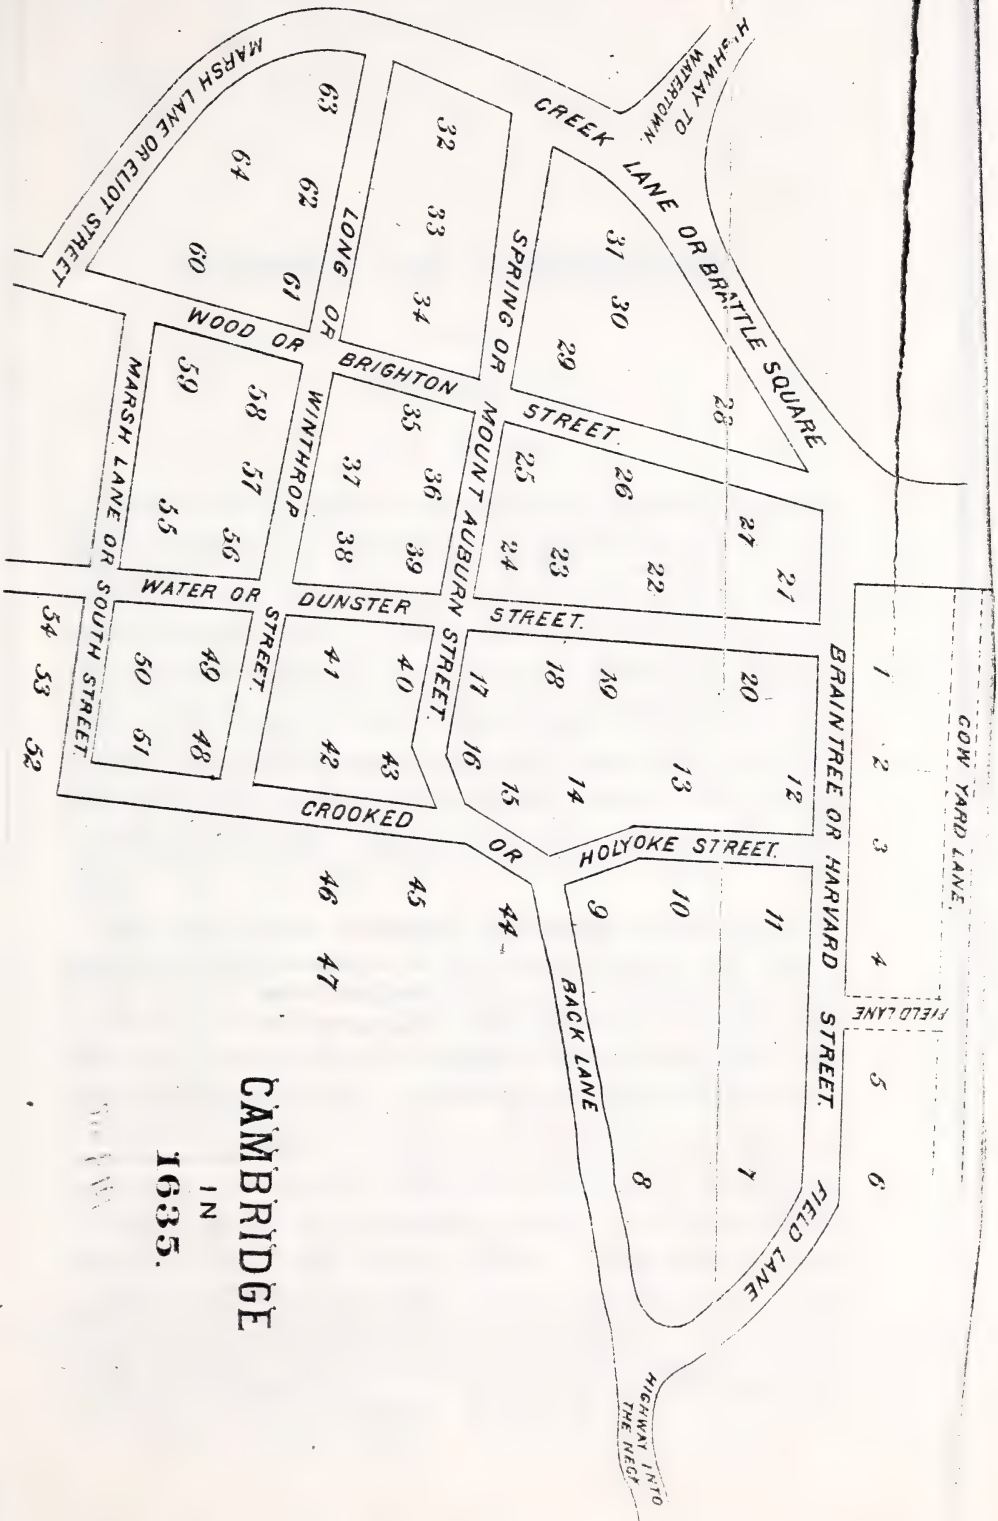 COW YARD LANE.
1 2 3 4
FIELD LANE
5 6
BRAINTREE OR HARVARD STREET.
FIELD LANE
HIGHWAY TO
WATERTOWN.
CREEK LANE OR BRATTLE SQUARE
28
31 30 29
21
27
26
25
22
23
24
20
19
18
17
12
13
14
15
16
11
10
9
7
8
HOLYOKE STREET.
CROOKED OR
BACK LANE
HIGHWAY INTO
THE NECK
SPRING OR MOUNT AUBURN STREET.
WOOD OR BRIGHTON STREET.
WATER OR DUNSTER STREET.
32 33 34
35 36 39
37 38
40 43
41 42
44
45
46 47
LONG OR WINTHROP STREET.
63 62 61
64 60
58 57 56
59 55
49 48
50 51
MARSH LANE OR ELIOT STREET
MARSH LANE OR SOUTH STREET.
54 53 52
CAMBRIDGE
IN
1635.